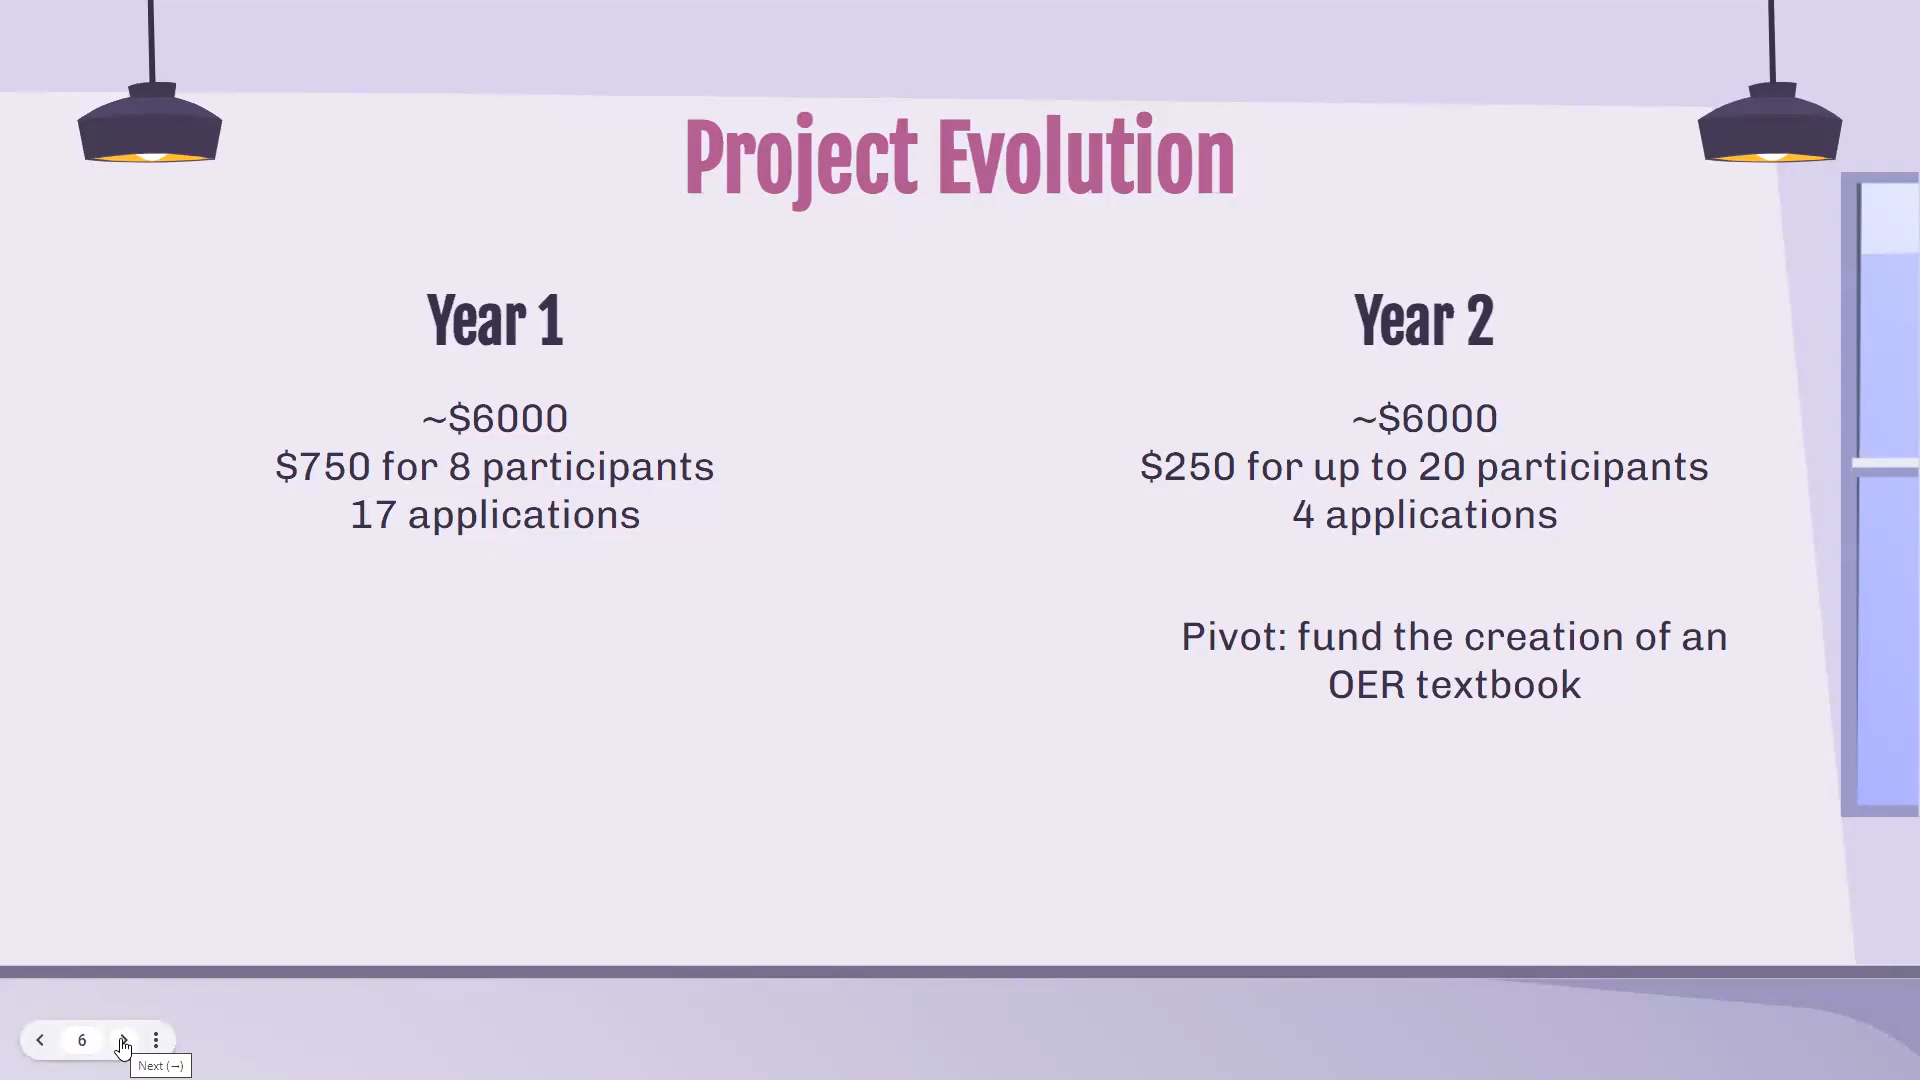 Project Evolution
Year 1
~$6000
$750 for 8 participants
17 applications
Year 2
~$6000
$250 for up to 20 participants
4 applications
Pivot: fund the creation of an
OER textbook
6
Next (→)